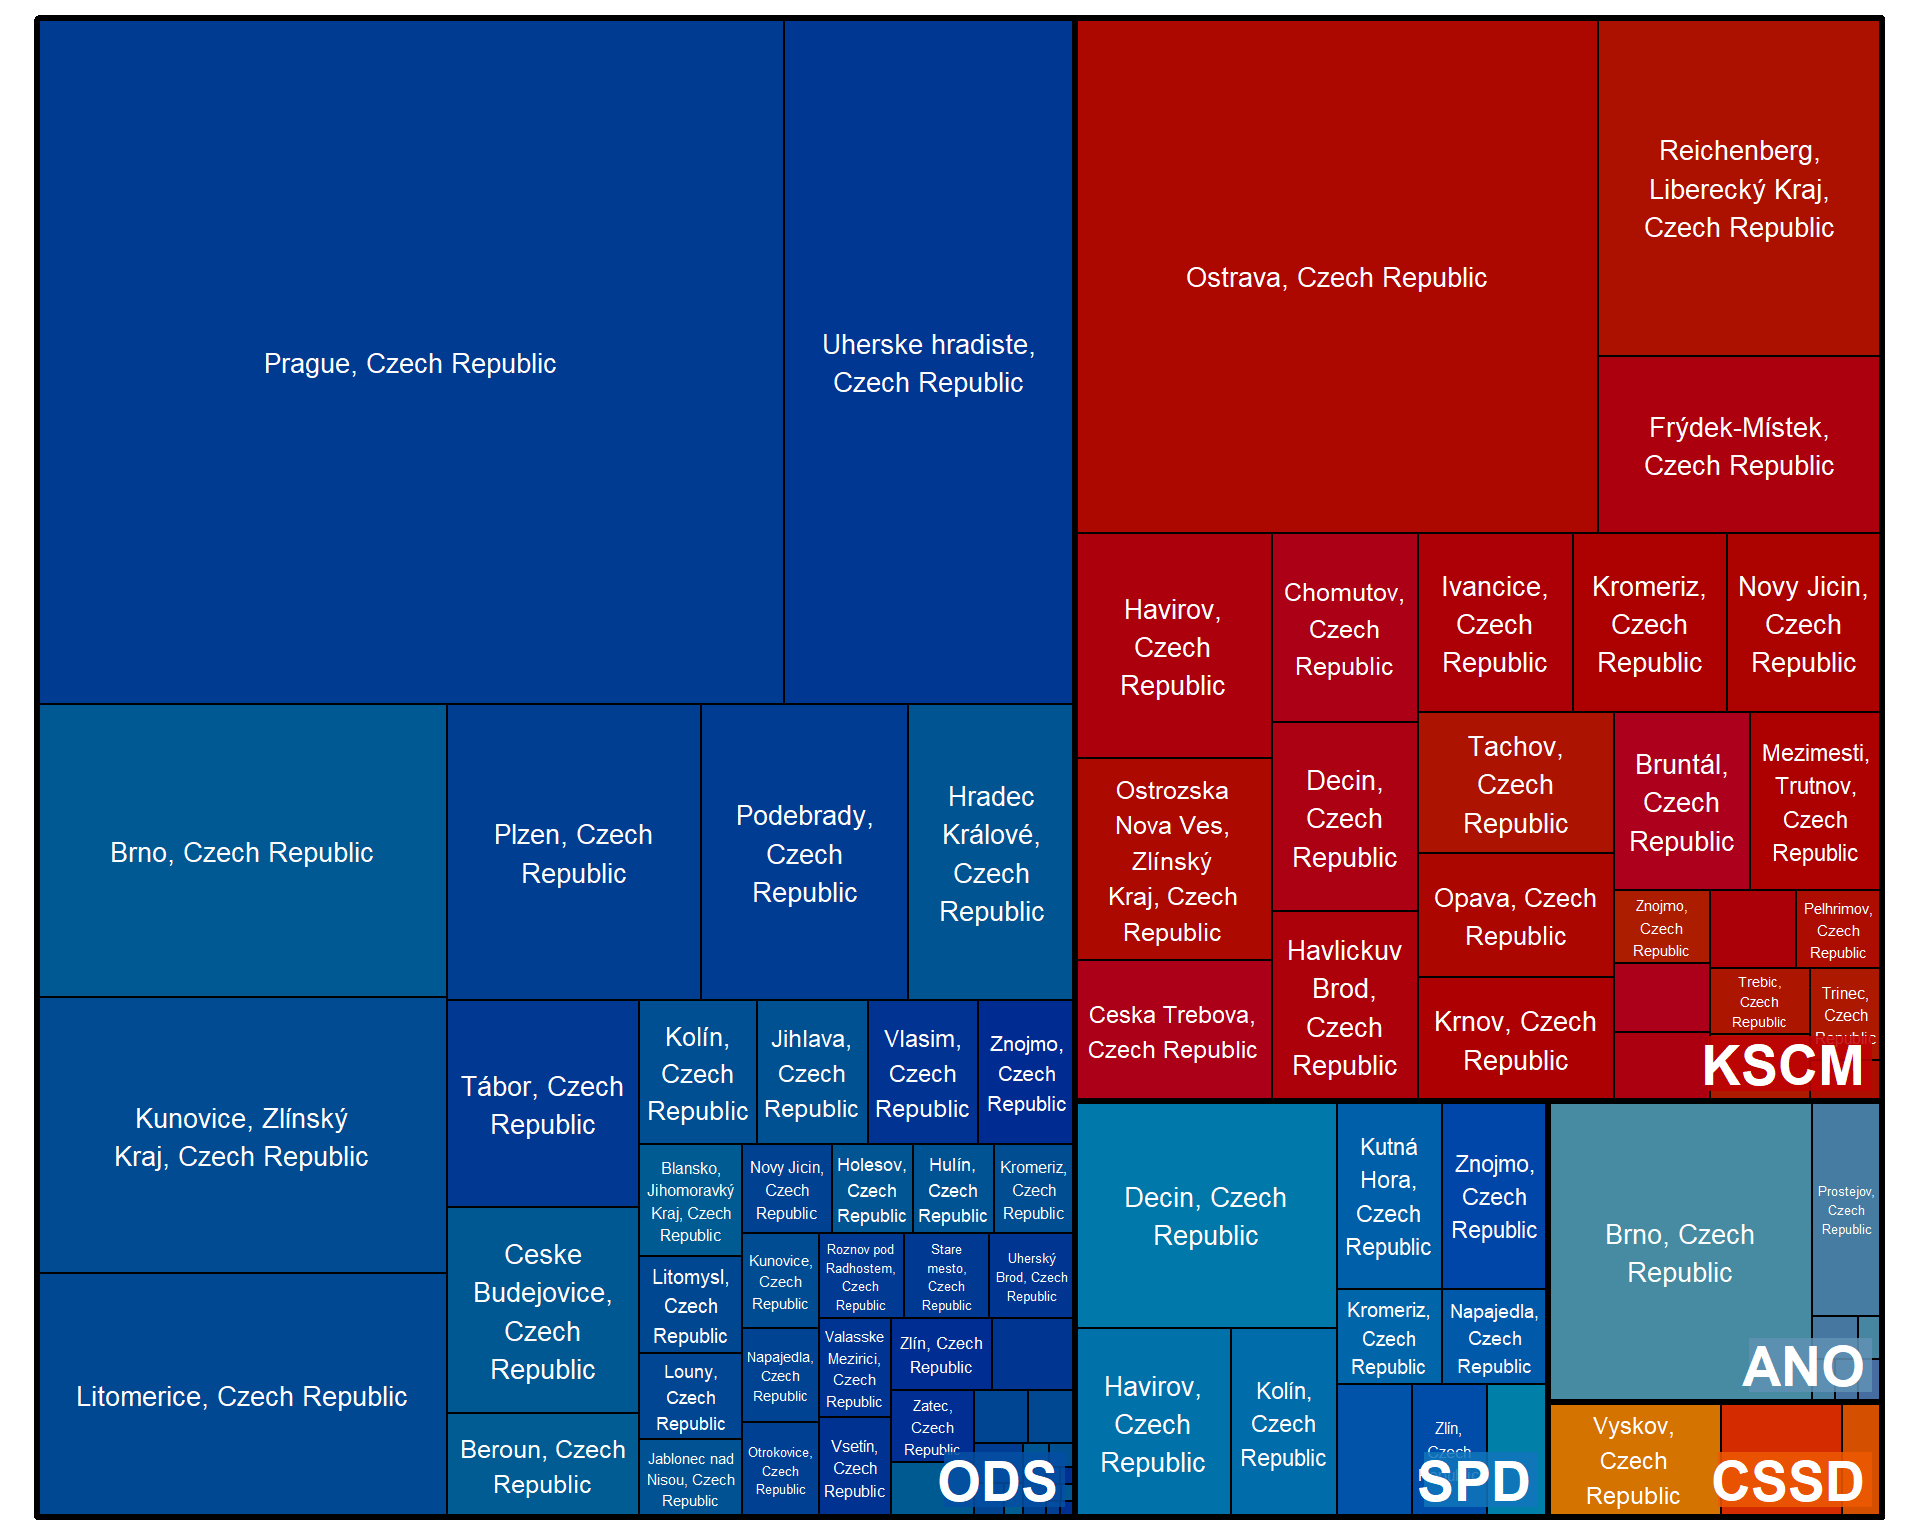 Prague, Czech Republic
Uherske hradiste,
Czech Republic
Brno, Czech Republic
Plzen, Czech
Republic
Podebrady,
Czech
Republic
Hradec
Králové,
Czech
Republic
Kunovice, Zlínský
Kraj, Czech Republic
Litomerice, Czech Republic
Tábor, Czech
Republic
Ceske
Budejovice,
Czech
Republic
Beroun, Czech
Republic
Kolín,
Czech
Republic
Jihlava,
Czech
Republic
Vlasim,
Czech
Republic
Znojmo,
Czech
Republic
Blansko,
Jihomoravký
Kraj, Czech
Republic
Litomysl,
Czech
Republic
Louny,
Czech
Republic
Jablonec nad
Nisou, Czech
Republic
Novy Jicin,
Czech
Republic
Holesov,
Czech
Republic
Hulín,
Czech
Republic
Kromeriz,
Czech
Republic
Kunovice,
Czech
Republic
Napajedla,
Czech
Republic
Otrokovice,
Czech
Republic
Roznov pod
Radhostem,
Czech
Republic
Stare
mesto,
Czech
Republic
Uherský
Brod, Czech
Republic
Valasske
Mezirici,
Czech
Republic
Vsetín,
Czech
Republic
Zlín, Czech
Republic
Zatec,
Czech
Republic
ODS
Ostrava, Czech Republic
Reichenberg,
Liberecký Kraj,
Czech Republic
Frýdek-Místek,
Czech Republic
Havirov,
Czech
Republic
Ostrozska
Nova Ves,
Zlínský
Kraj, Czech
Republic
Ceska Trebova,
Czech Republic
Chomutov,
Czech
Republic
Decin,
Czech
Republic
Havlickuv
Brod,
Czech
Republic
Ivancice,
Czech
Republic
Kromeriz,
Czech
Republic
Novy Jicin,
Czech
Republic
Tachov,
Czech
Republic
Opava, Czech
Republic
Krnov, Czech
Republic
Bruntál,
Czech
Republic
Mezimesti,
Trutnov,
Czech
Republic
Znojmo,
Czech
Republic
Pelhrimov,
Czech
Republic
Trebic,
Czech
Republic
Trinec,
Czech
Republic
KSCM
Decin, Czech
Republic
Havirov,
Czech
Republic
Kolín,
Czech
Republic
Kutná
Hora,
Czech
Republic
Znojmo,
Czech
Republic
Kromeriz,
Czech
Republic
Napajedla,
Czech
Republic
Zlín,
Czech
SPD
Brno, Czech
Republic
Prostejov,
Czech
Republic
ANO
Vyskov,
Czech
Republic
CSSD